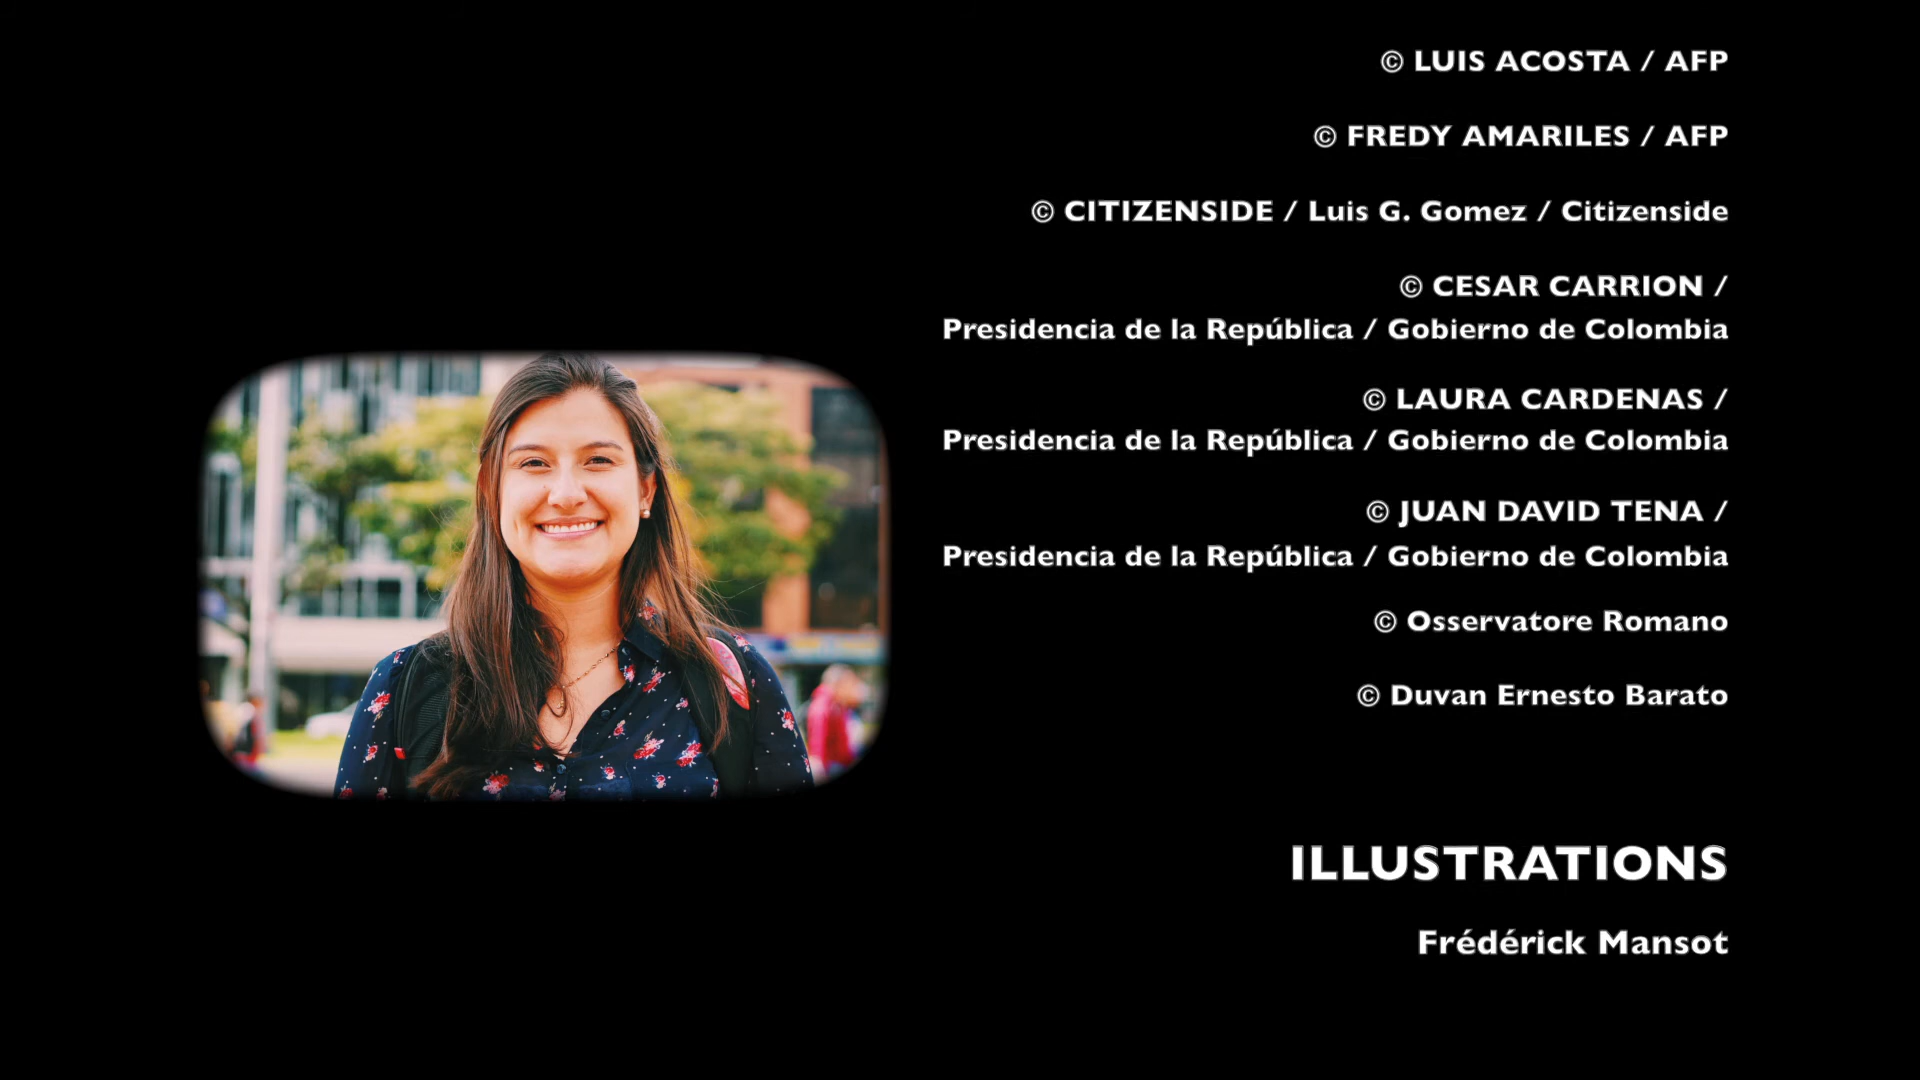 © LUIS ACOSTA / AFP
© FREDY AMARILES / AFP
© CITIZENSIDE / Luis G. Gomez / Citizenside
© CESAR CARRION /
Presidencia de la República / Gobierno de Colombia
© LAURA CARDENAS /
Presidencia de la República / Gobierno de Colombia
© JUAN DAVID TENA /
Presidencia de la República / Gobierno de Colombia
© Osservatore Romano
© Duvan Ernesto Barato
ILLUSTRATIONS
Frédérick Mansot